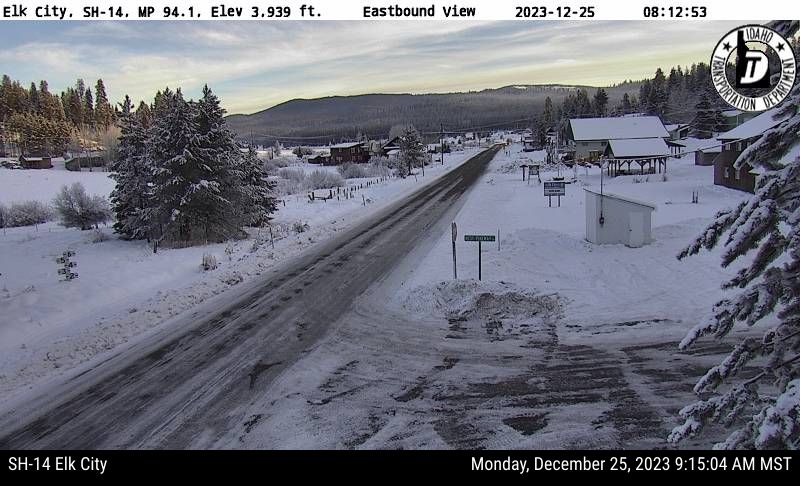 Elk City, SH-14, MP 94.1, Elev 3,939 ft. Eastbound View 2023-12-25 08:12:53
IDAHO
TRANSPORTATION DEPARTMENT
SH-14 Elk City Monday, December 25, 2023 9:15:04 AM MST